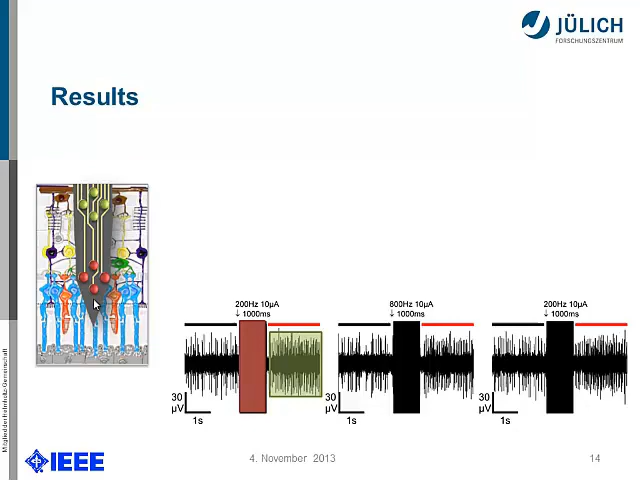 JÜLICH
FORSCHUNGSZENTRUM
Results
200Hz 10µA
↓ 1000ms
800Hz 10µA
↓ 1000ms
200Hz 10µA
↓ 1000ms
30
µV
1s
30
µV
1s
30
µV
1s
Mitglied der Helmholtz-Gemeinschaft
IEEE
4. November 2013
14